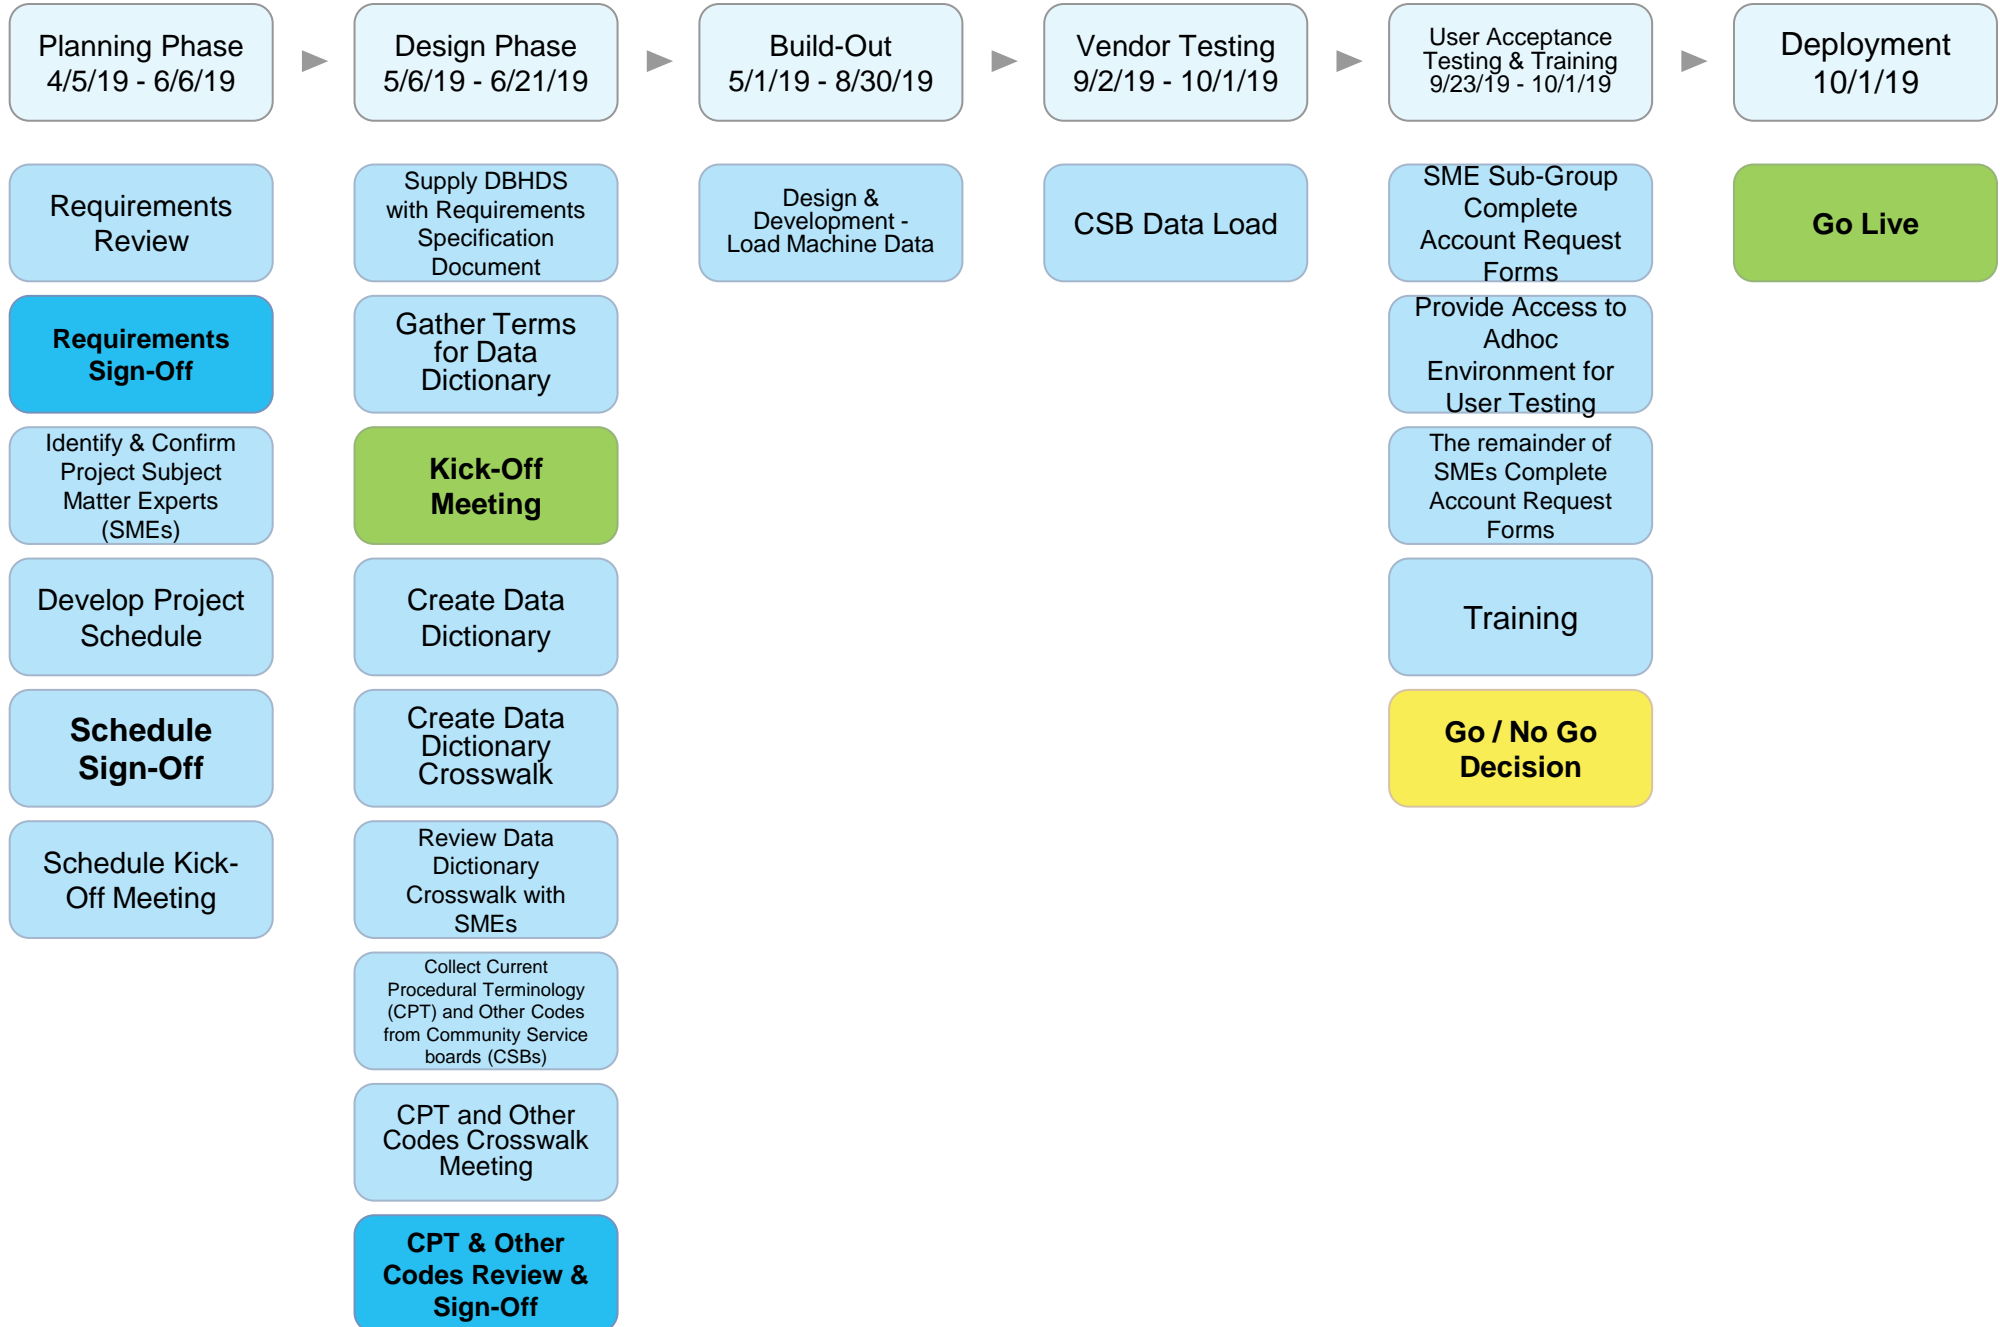 Planning Phase
4/5/19 - 6/6/19
Design Phase
5/6/19 - 6/21/19
Build-Out
5/1/19 - 8/30/19
Vendor Testing
9/2/19 - 10/1/19
User Acceptance
Testing & Training
9/23/19 - 10/1/19
Deployment
10/1/19
Requirements
Review
Requirements
Sign-Off
Identify & Confirm
Project Subject
Matter Experts
(SMEs)
Develop Project
Schedule
Schedule
Sign-Off
Schedule Kick-
Off Meeting
Supply DBHDS
with Requirements
Specification
Document
Gather Terms
for Data
Dictionary
Kick-Off
Meeting
Create Data
Dictionary
Create Data
Dictionary
Crosswalk
Review Data
Dictionary
Crosswalk with
SMEs
Collect Current
Procedural Terminology
(CPT) and Other Codes
from Community Service
boards (CSBs)
CPT and Other
Codes Crosswalk
Meeting
CPT & Other
Codes Review &
Sign-Off
Design &
Development -
Load Machine Data
CSB Data Load
SME Sub-Group
Complete
Account Request
Forms
Provide Access to
Adhoc
Environment for
User Testing
The remainder of
SMEs Complete
Account Request
Forms
Training
Go / No Go
Decision
Go Live